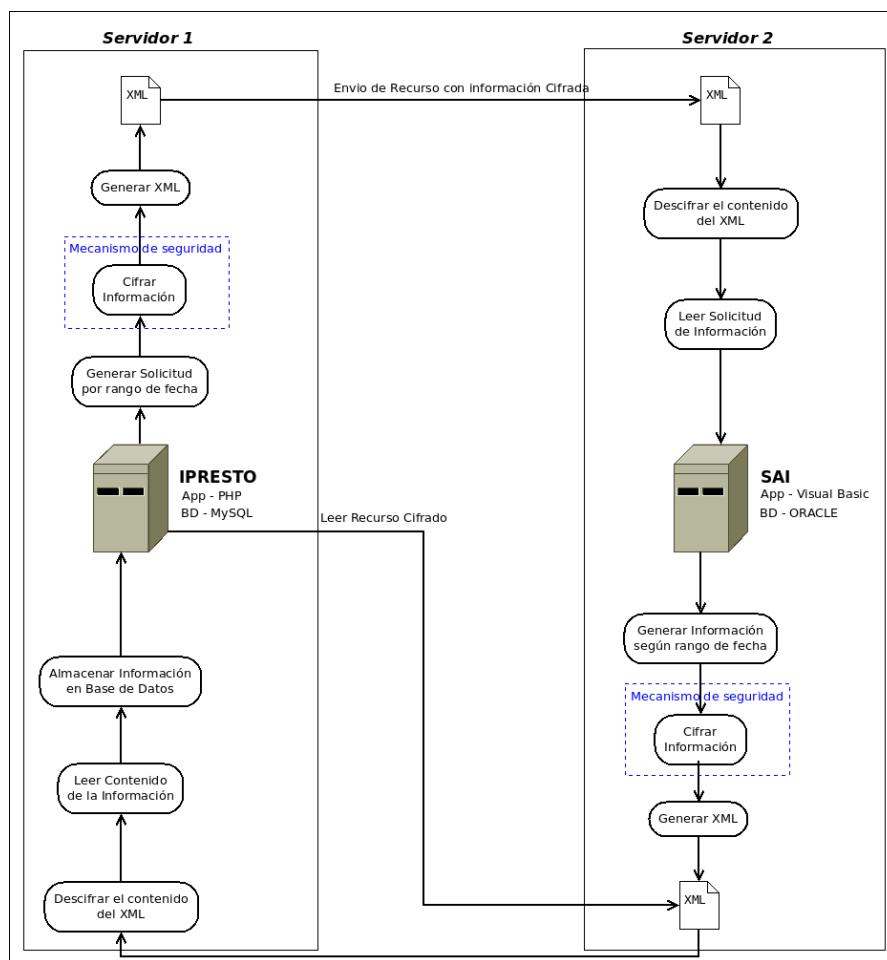 Servidor 1
XML
Generar XML
Mecanismo de seguridad
Cifrar
Información
Generar Solicitud
por rango de fecha
IPRESTO
App - PHP
BD - MySQL
Almacenar Información
en Base de Datos
Leer Contenido
de la Información
Descifrar el contenido
del XML
Envio de Recurso con información Cifrada
Leer Recurso Cifrado
Servidor 2
XML
Descifrar el contenido
del XML
Leer Solicitud
de Información
SAI
App - Visual Basic
BD - ORACLE
Generar Información
según rango de fecha
Mecanismo de seguridad
Cifrar
Información
Generar XML
XML